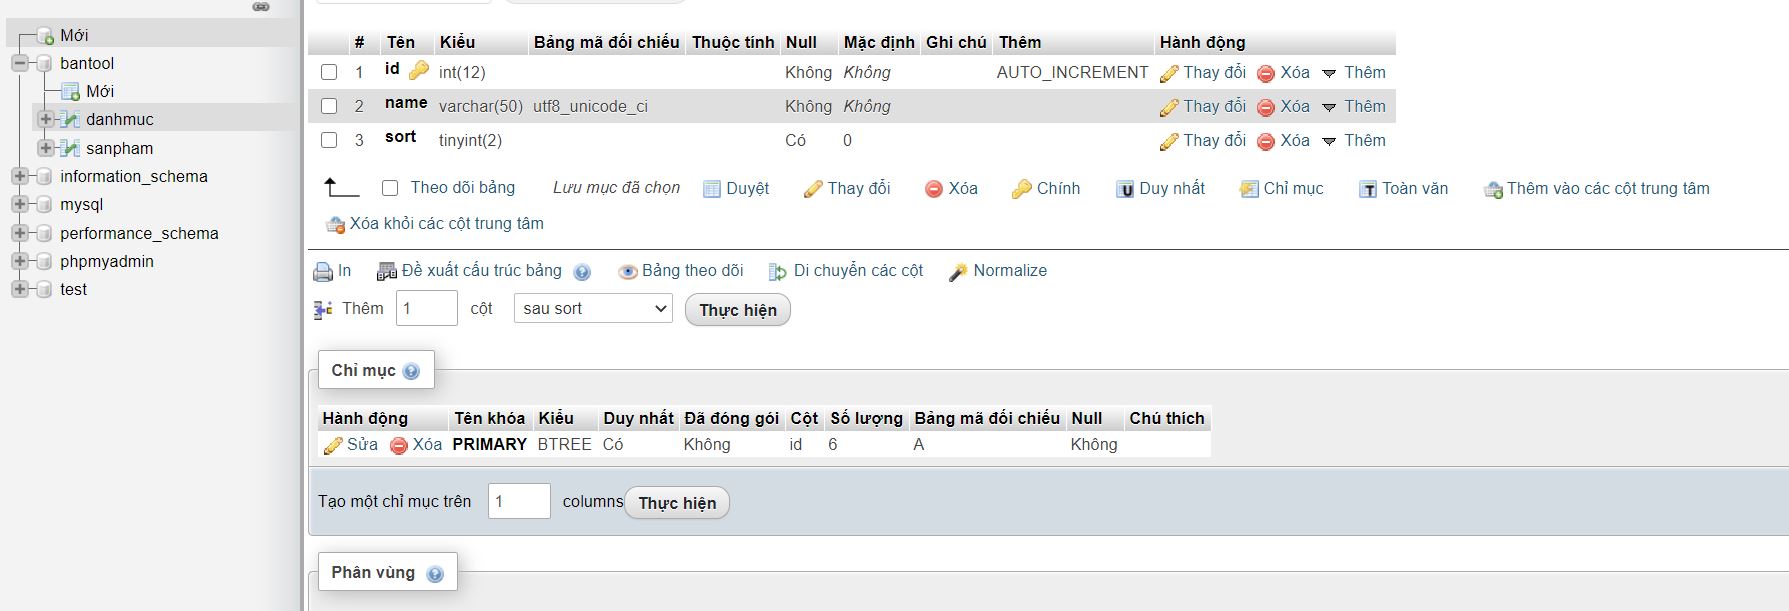 Mới
bantool
Mới
danhmuc
sanpham
information_schema
mysql
performance_schema
phpmyadmin
test
# Tên Kiểu Bảng mã đối chiếu Thuộc tính Null Mặc định Ghi chú Thêm Hành động
1 id int(12) Không Không AUTO_INCREMENT Thay đổi Xóa Thêm
2 name varchar(50) utf8_unicode_ci Không Không Thay đổi Xóa Thêm
3 sort tinyint(2) Có 0 Thay đổi Xóa Thêm
Theo dõi bảng Lưu mục đã chọn Duyệt Thay đổi Xóa Chính Duy nhất Chỉ mục Toàn văn Thêm vào các cột trung tâm
Xóa khỏi các cột trung tâm
In Đề xuất cấu trúc bảng Bảng theo dõi Di chuyển các cột Normalize
Thêm 1 cột sau sort Thực hiện
Chỉ mục
Hành động Tên khóa Kiểu Duy nhất Đã đóng gói Cột Số lượng Bảng mã đối chiếu Null Chú thích
Sửa Xóa PRIMARY BTREE Có Không id 6 A Không
Tạo một chỉ mục trên 1 columns Thực hiện
Phân vùng